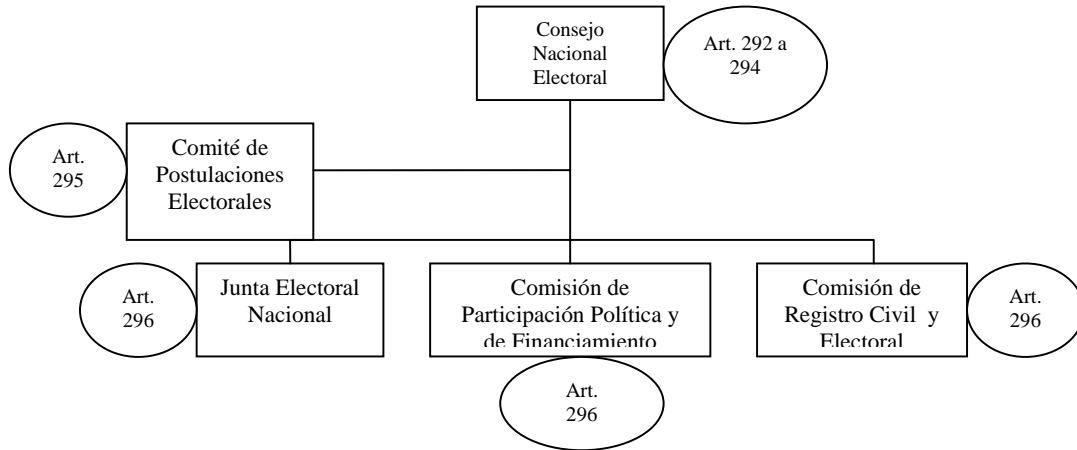 Consejo
Nacional
Electoral
Art. 292 a
294
Art.
295
Comité de
Postulaciones
Electorales
Art.
296
Junta Electoral
Nacional
Comisión de
Participación Política y
de Financiamiento
Comisión de
Registro Civil y
Electoral
Art.
296
Art.
296